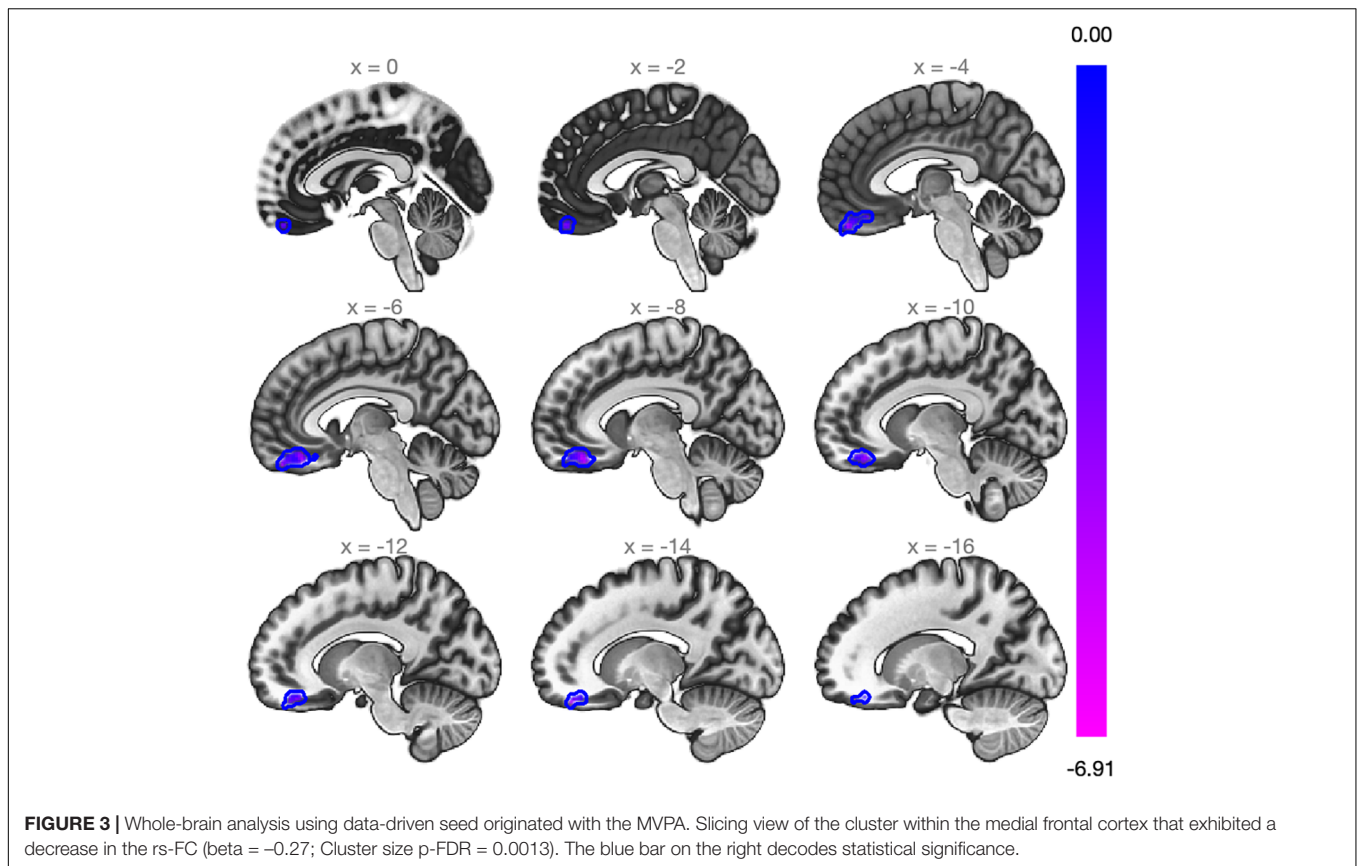 0.00
x = 0
x = -2
x = -4
x = -6
x = -8
x = -10
x = -12
x = -14
x = -16
-6.91
FIGURE 3 | Whole-brain analysis using data-driven seed originated with the MVPA. Slicing view of the cluster within the medial frontal cortex that exhibited a
decrease in the rs-FC (beta = –0.27; Cluster size p-FDR = 0.0013). The blue bar on the right decodes statistical significance.